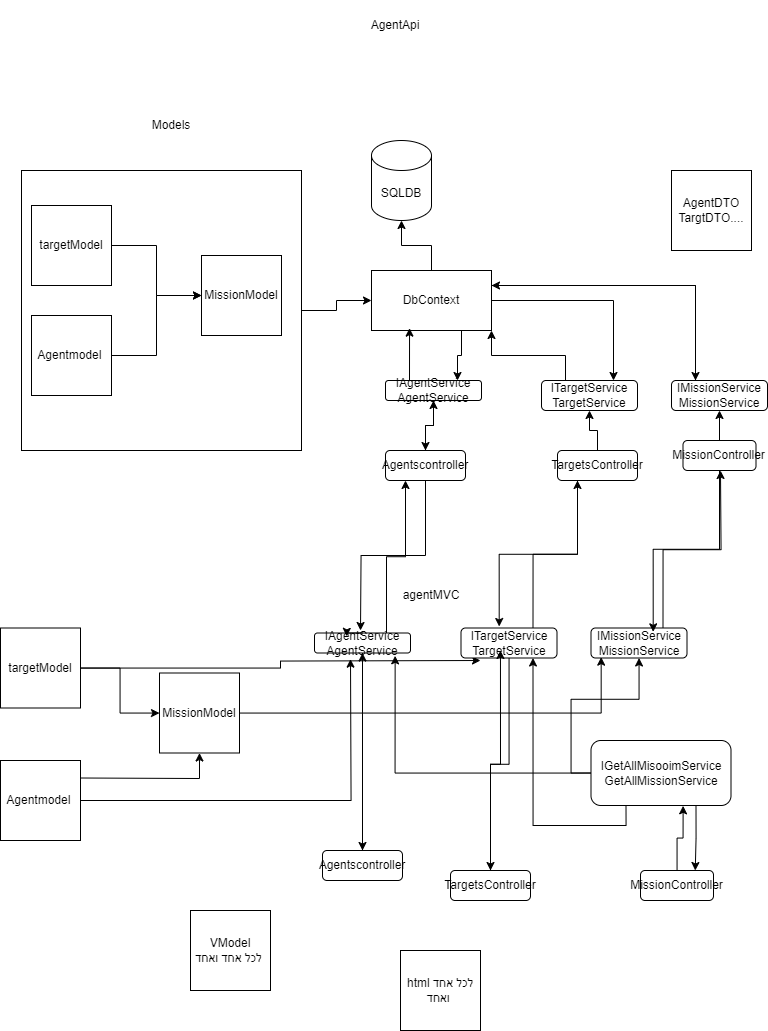 AgentApi
Models
SQLDB
AgentDTO
TargtDTO....
targetModel
MissionModel
Agentmodel
DbContext
IAgentService
AgentService
ITargetService
TargetService
IMissionService
MissionService
Agentscontroller
TargetsController
MissionController
agentMVC
IAgentService
AgentService
ITargetService
TargetService
IMissionService
MissionService
targetModel
MissionModel
Agentmodel
IGetAllMisooimService
GetAllMissionService
Agentscontroller
TargetsController
MissionController
VModel
לכל אחד ואחד
html לכל אחד
ואחד